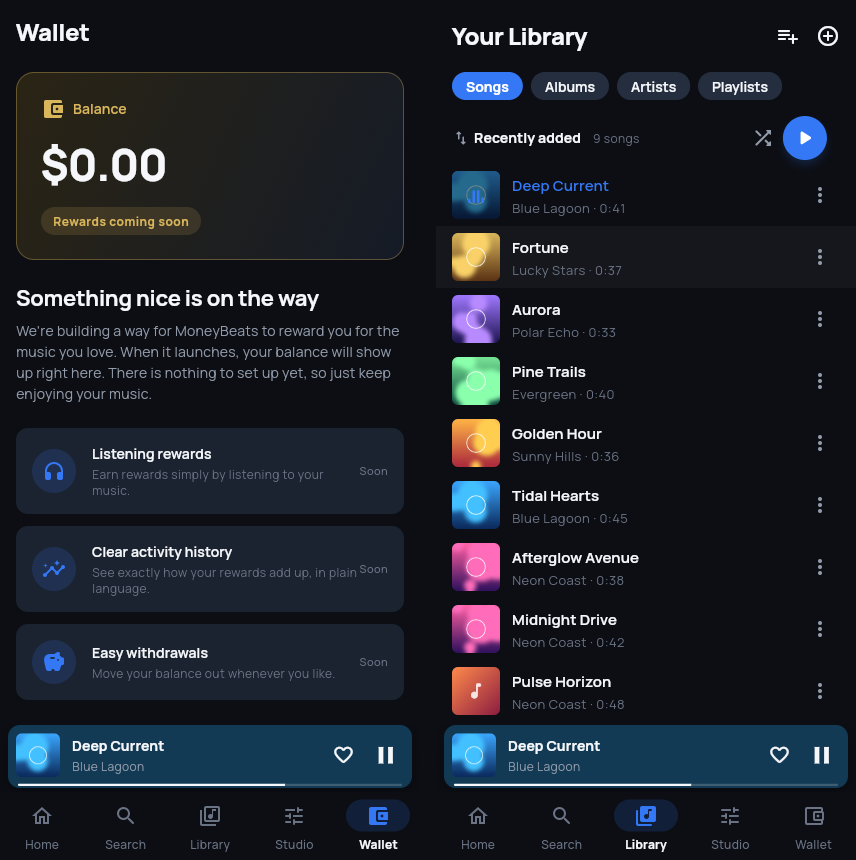 Wallet
Balance
$0.00
Rewards coming soon
Something nice is on the way
We're building a way for MoneyBeats to reward you for the
music you love. When it launches, your balance will show
up right here. There is nothing to set up yet, so just keep
enjoying your music.
Listening rewards
Earn rewards simply by listening to your
music.
Soon
Clear activity history
See exactly how your rewards add up, in plain
language.
Soon
Easy withdrawals
Move your balance out whenever you like.
Soon
Deep Current
Blue Lagoon
Home Search Library Studio Wallet
Your Library
Songs Albums Artists Playlists
Recently added 9 songs
Deep Current
Blue Lagoon · 0:41
Fortune
Lucky Stars · 0:37
Aurora
Polar Echo · 0:33
Pine Trails
Evergreen · 0:40
Golden Hour
Sunny Hills · 0:36
Tidal Hearts
Blue Lagoon · 0:45
Afterglow Avenue
Neon Coast · 0:38
Midnight Drive
Neon Coast · 0:42
Pulse Horizon
Neon Coast · 0:48
Deep Current
Blue Lagoon
Home Search Library Studio Wallet